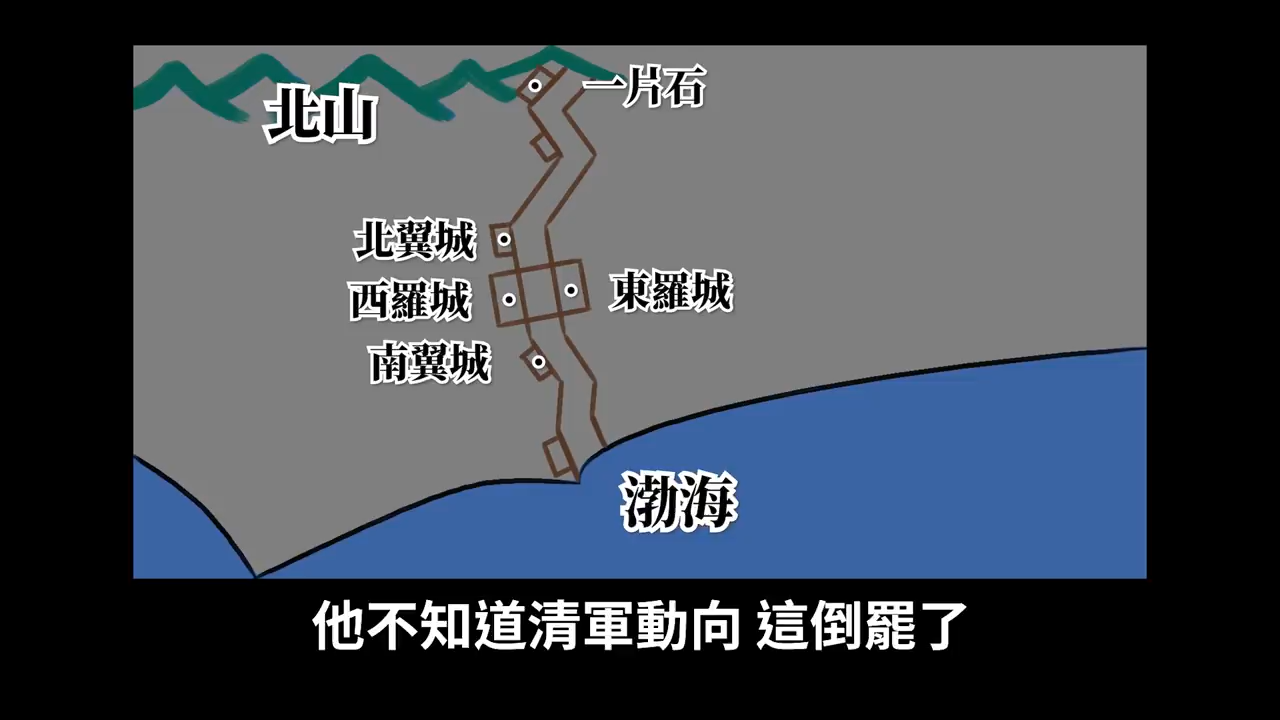 一片石
北山
北翼城
東羅城
西羅城
南翼城
渤海
他不知道清軍動向 這倒罷了